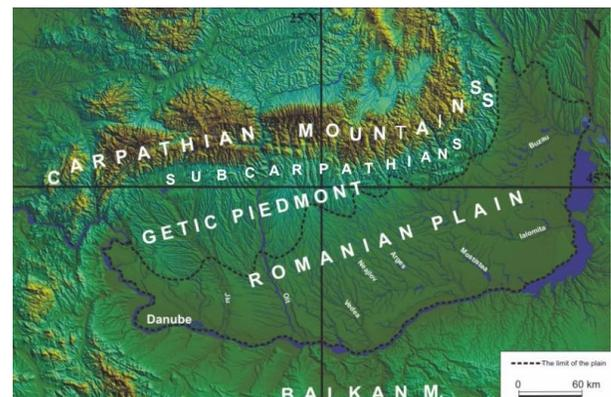 25°N
N
CARPATHIAN MOUNTAINS
S
SUBCARPATHIANS
Buzau
45°N
GETIC PIEDMONT
ROMANIAN PLAIN
Ialomita
Arges
Neajlov
Mostistea
Jiu
Olt
Vedea
Danube
BALKAN M.
The limit of the plain
0 60 km